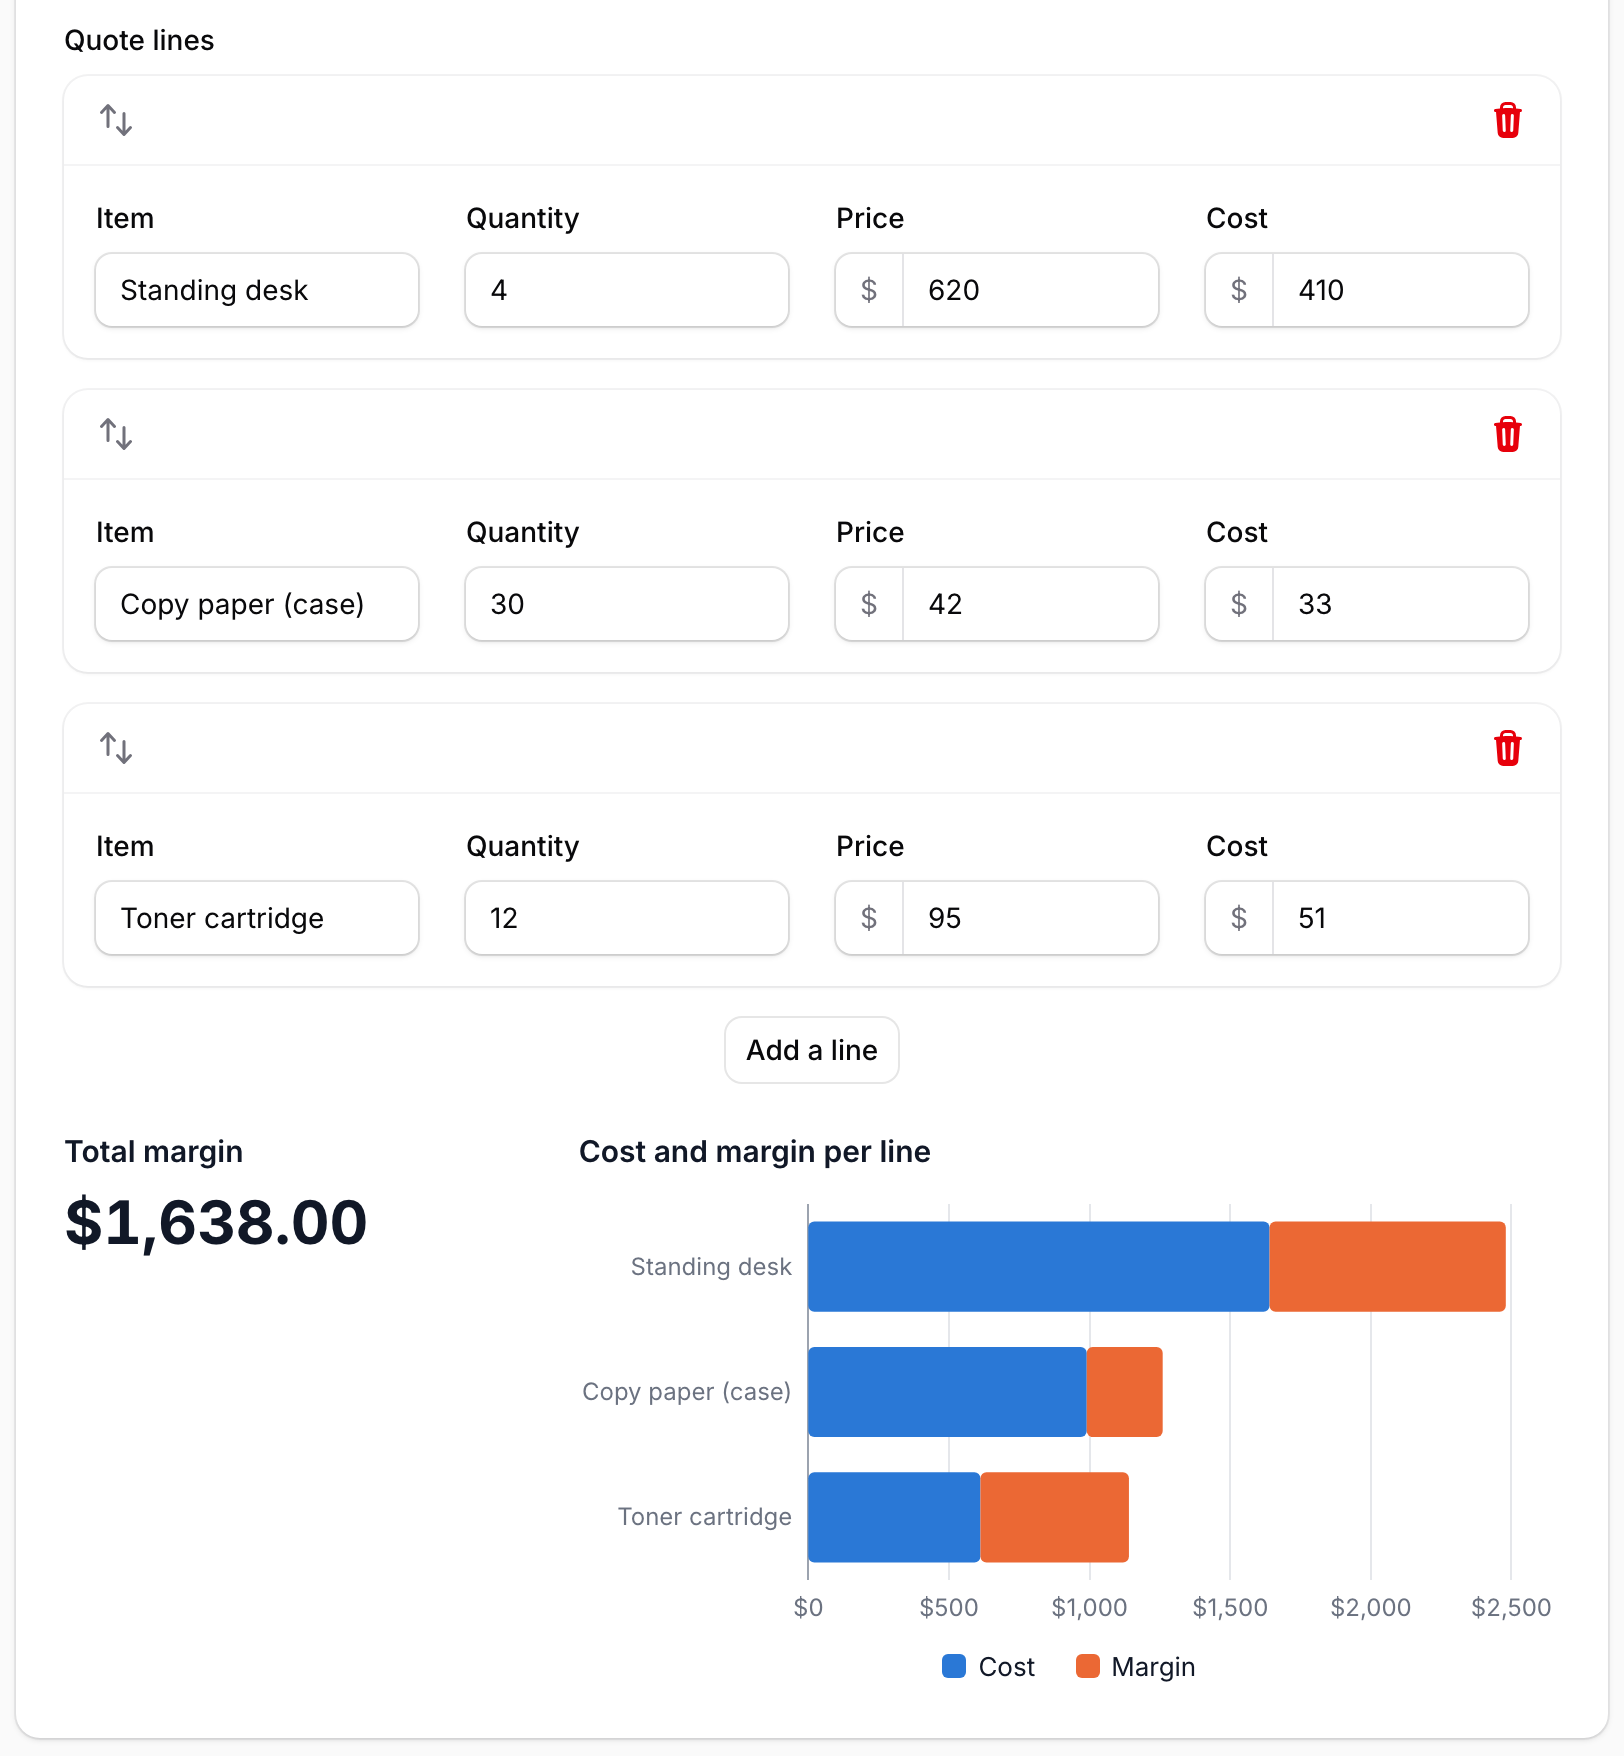 Quote lines
Item Quantity Price Cost
Standing desk 4 $ 620 $ 410
Item Quantity Price Cost
Copy paper (case) 30 $ 42 $ 33
Item Quantity Price Cost
Toner cartridge 12 $ 95 $ 51
Add a line
Total margin
$1,638.00
Cost and margin per line
Standing desk
Copy paper (case)
Toner cartridge
$0 $500 $1,000 $1,500 $2,000 $2,500
Cost Margin